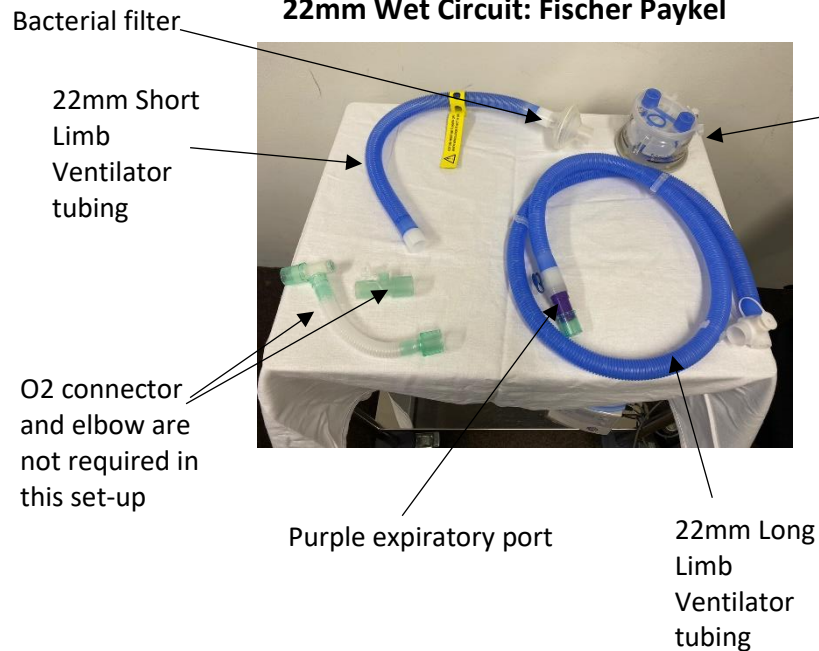 22mm Wet Circuit: Fischer Paykel
Bacterial filter
22mm Short
Limb
Ventilator
tubing
O2 connector
and elbow are
not required in
this set-up
Purple expiratory port
22mm Long
Limb
Ventilator
tubing